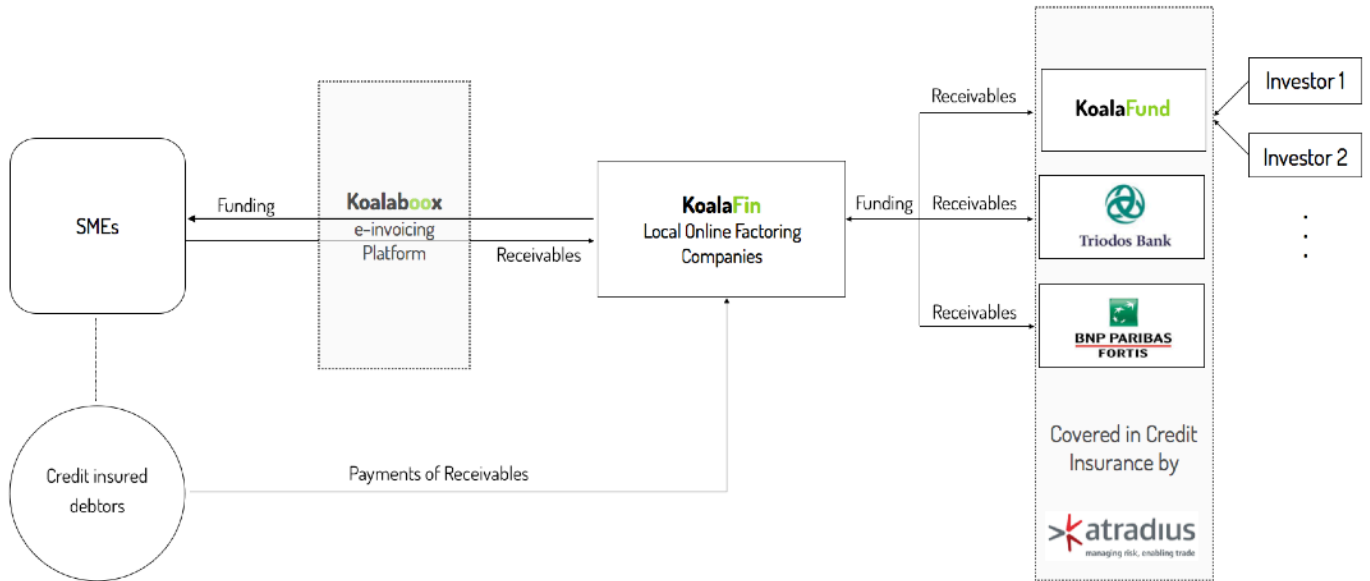 SMEs
Credit insured
debtors
Funding
Koalaboox
e-invoicing
Platform
Receivables
Payments of Receivables
KoalaFin
Local Online Factoring
Companies
Funding
Receivables
Receivables
Receivables
KoalaFund
Triodos Bank
BNP PARIBAS
FORTIS
Covered in Credit
Insurance by
atradius
managing risk, enabling trade
Investor 1
Investor 2